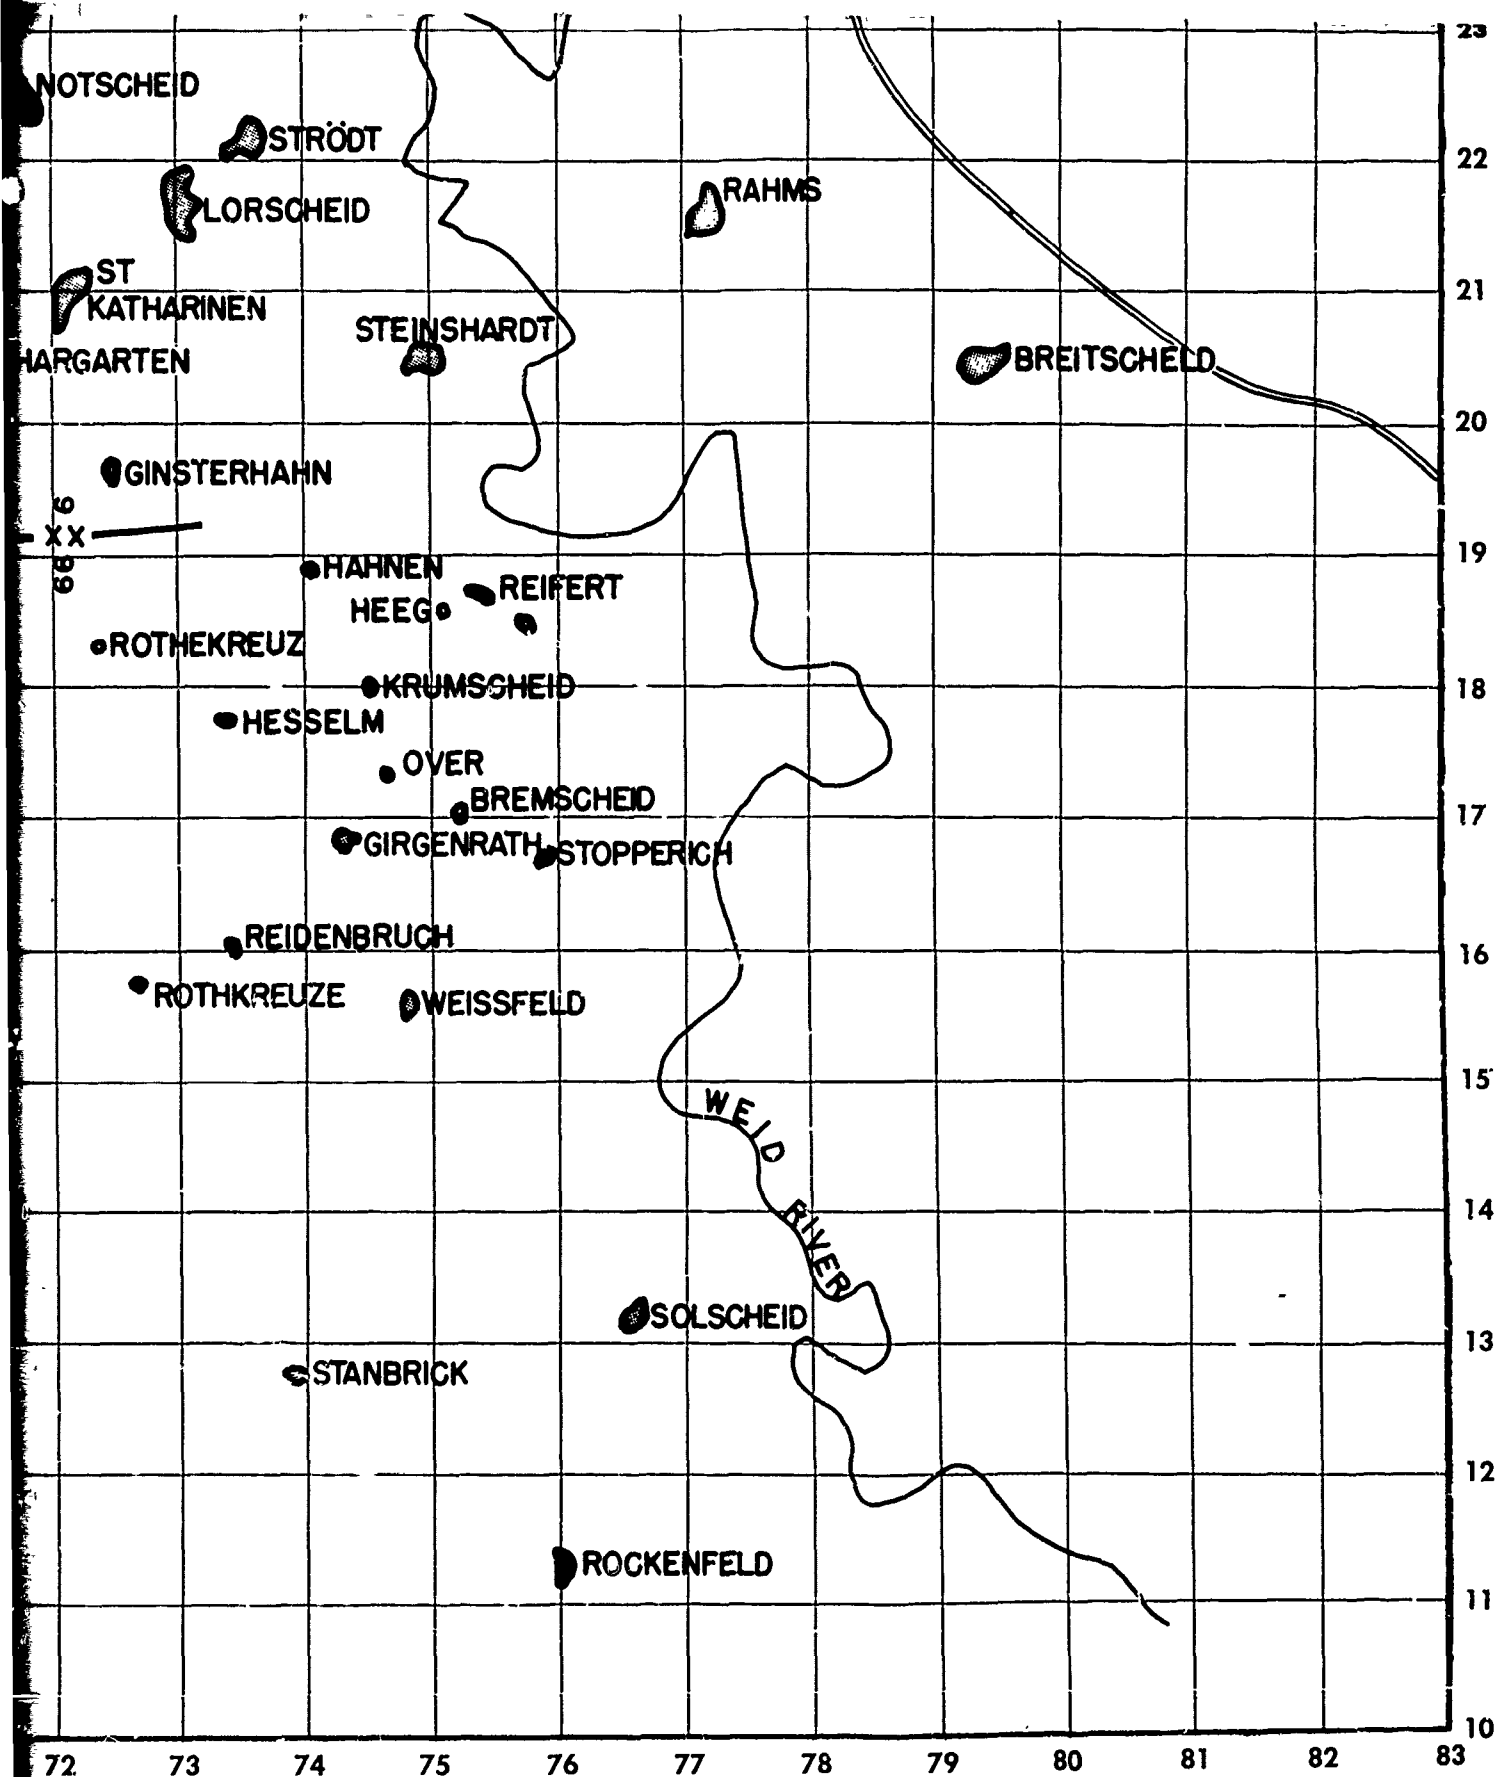 23
NOTSCHEID
STRÖDT
22
RAHMS
LORSCHEID
ST
KATHARINEN
21
STEINSHARDT
HARGARTEN
BREITSCHELD
20
GINSTERHAHN
9
XX
99
19
HAHNEN
REIFERT
HEEG
ROTHEKREUZ
KRUMSCHEID
18
HESSELM
OVER
BREMSCHEID
17
GIRGENRATH
STOPPERICH
REIDENBRUCH
16
ROTHKREUZE
WEISSFELD
15
WEID RIVER
14
SOLSCHEID
13
STANBRICK
12
ROCKENFELD
11
10
72 73 74 75 76 77 78 79 80 81 82 83